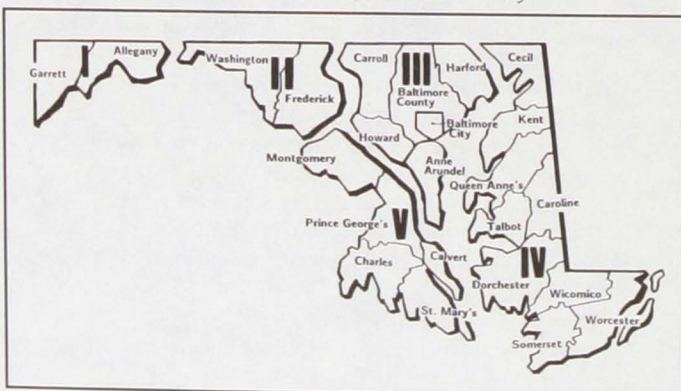 Garrett
I
Allegany
Washington
II
Frederick
Carroll
III
Baltimore
County
Harford
Cecil
Baltimore
City
Kent
Howard
Montgomery
Anne
Arundel
Queen Anne's
Caroline
Talbot
Prince George's
V
Charles
Calvert
St. Mary's
IV
Dorchester
Wicomico
Worcester
Somerset